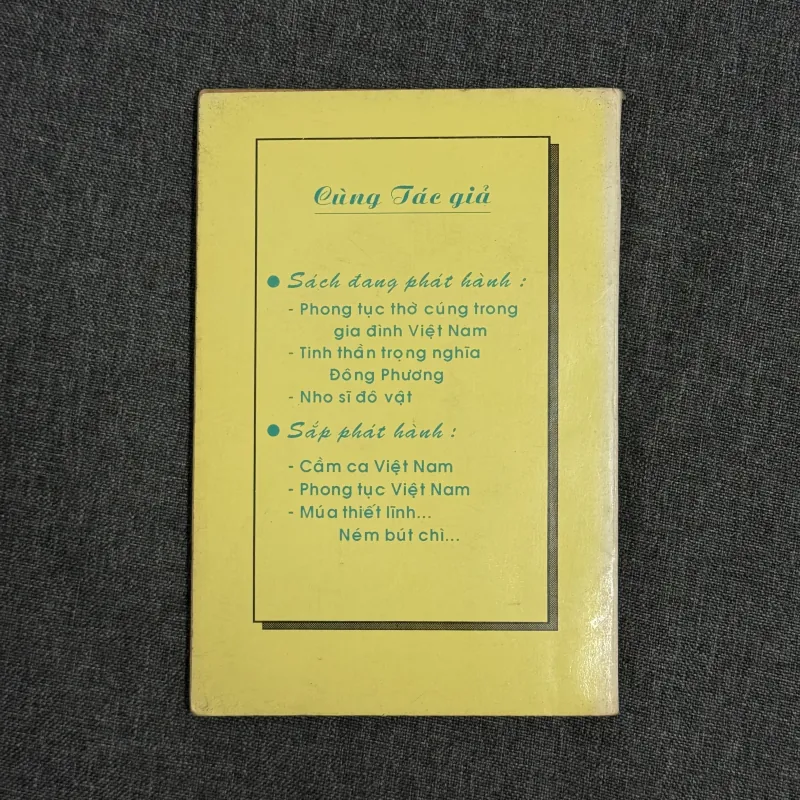 Cùng Tác giả
● Sách đang phát hành :
- Phong tục thờ cúng trong
gia đình Việt Nam
- Tinh thần trọng nghĩa
Đông Phương
- Nho sĩ đô vật
● Sắp phát hành :
- Cầm ca Việt Nam
- Phong tục Việt Nam
- Múa thiết lĩnh...
Ném bút chì...